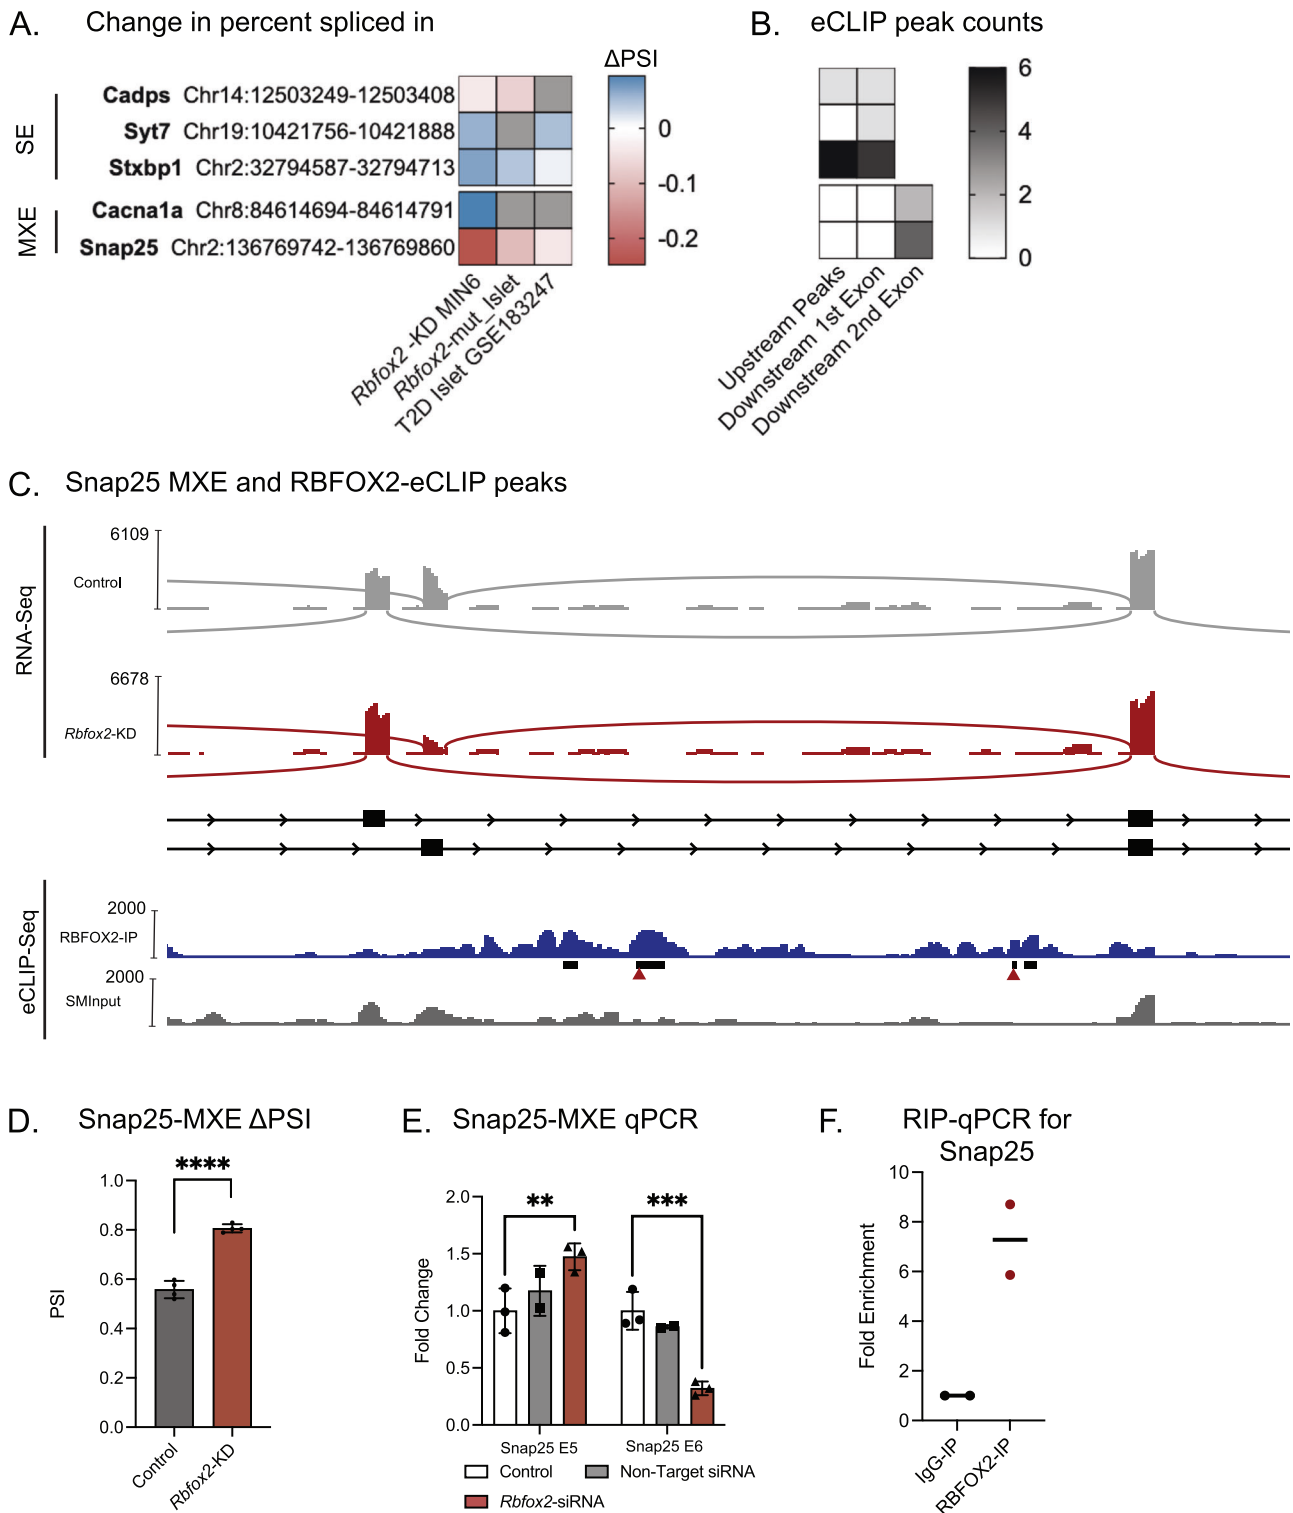 A. Change in percent spliced in
B. eCLIP peak counts
ΔPSI
SE
Cadps Chr14:12503249-12503408
Syt7 Chr19:10421756-10421888
Stxbp1 Chr2:32794587-32794713
MXE
Cacna1a Chr8:84614694-84614791
Snap25 Chr2:136769742-136769860
0
-0.1
-0.2
6
4
2
0
Rbfox2 -KD MIN6
Rbfox2-mut_Islet
T2D Islet GSE183247
Upstream Peaks
Downstream 1st Exon
Downstream 2nd Exon
C. Snap25 MXE and RBFOX2-eCLIP peaks
RNA-Seq
6109
Control
6678
Rbfox2-KD
eCLIP-Seq
2000
RBFOX2-IP
2000
SMInput
D. Snap25-MXE ΔPSI
****
PSI
1.0
0.8
0.6
0.4
0.2
0.0
Control
Rbfox2-KD
E. Snap25-MXE qPCR
**
***
Fold Change
2.0
1.5
1.0
0.5
0.0
Snap25 E5
Snap25 E6
Control
Non-Target siRNA
Rbfox2-siRNA
F. RIP-qPCR for
Snap25
Fold Enrichment
10
8
6
4
2
0
IgG-IP
RBFOX2-IP